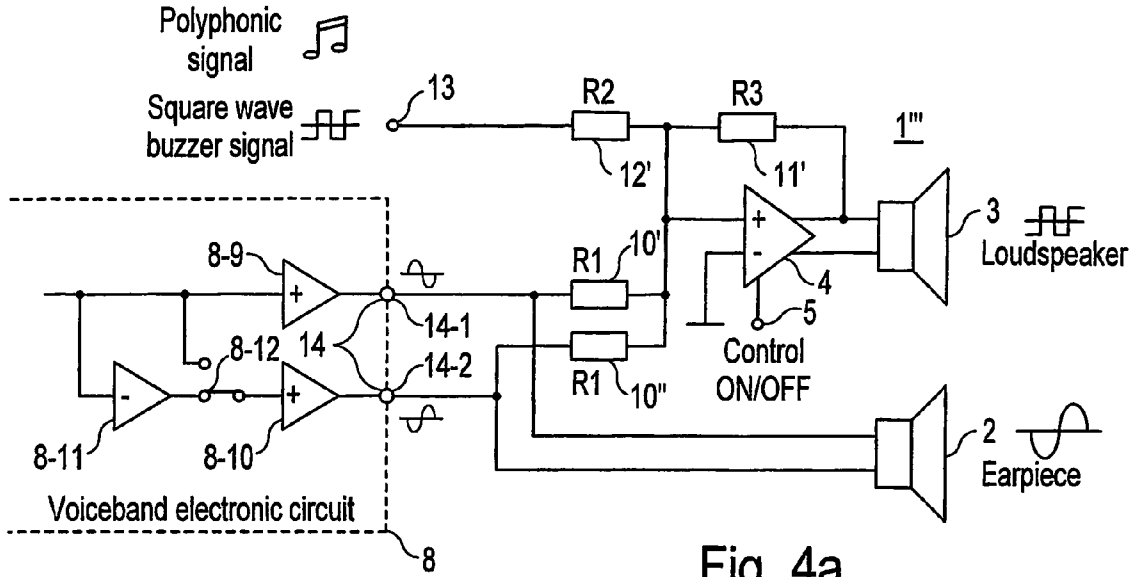 Polyphonic
signal
Square wave
buzzer signal
13
R2
12'
R3
11'
1'''
3
Loudspeaker
4
5
Control
ON/OFF
8-9
R1
10'
14
14-1
14-2
8-12
R1
10''
8-11
8-10
2
Earpiece
Voiceband electronic circuit
8
Fig. 4a